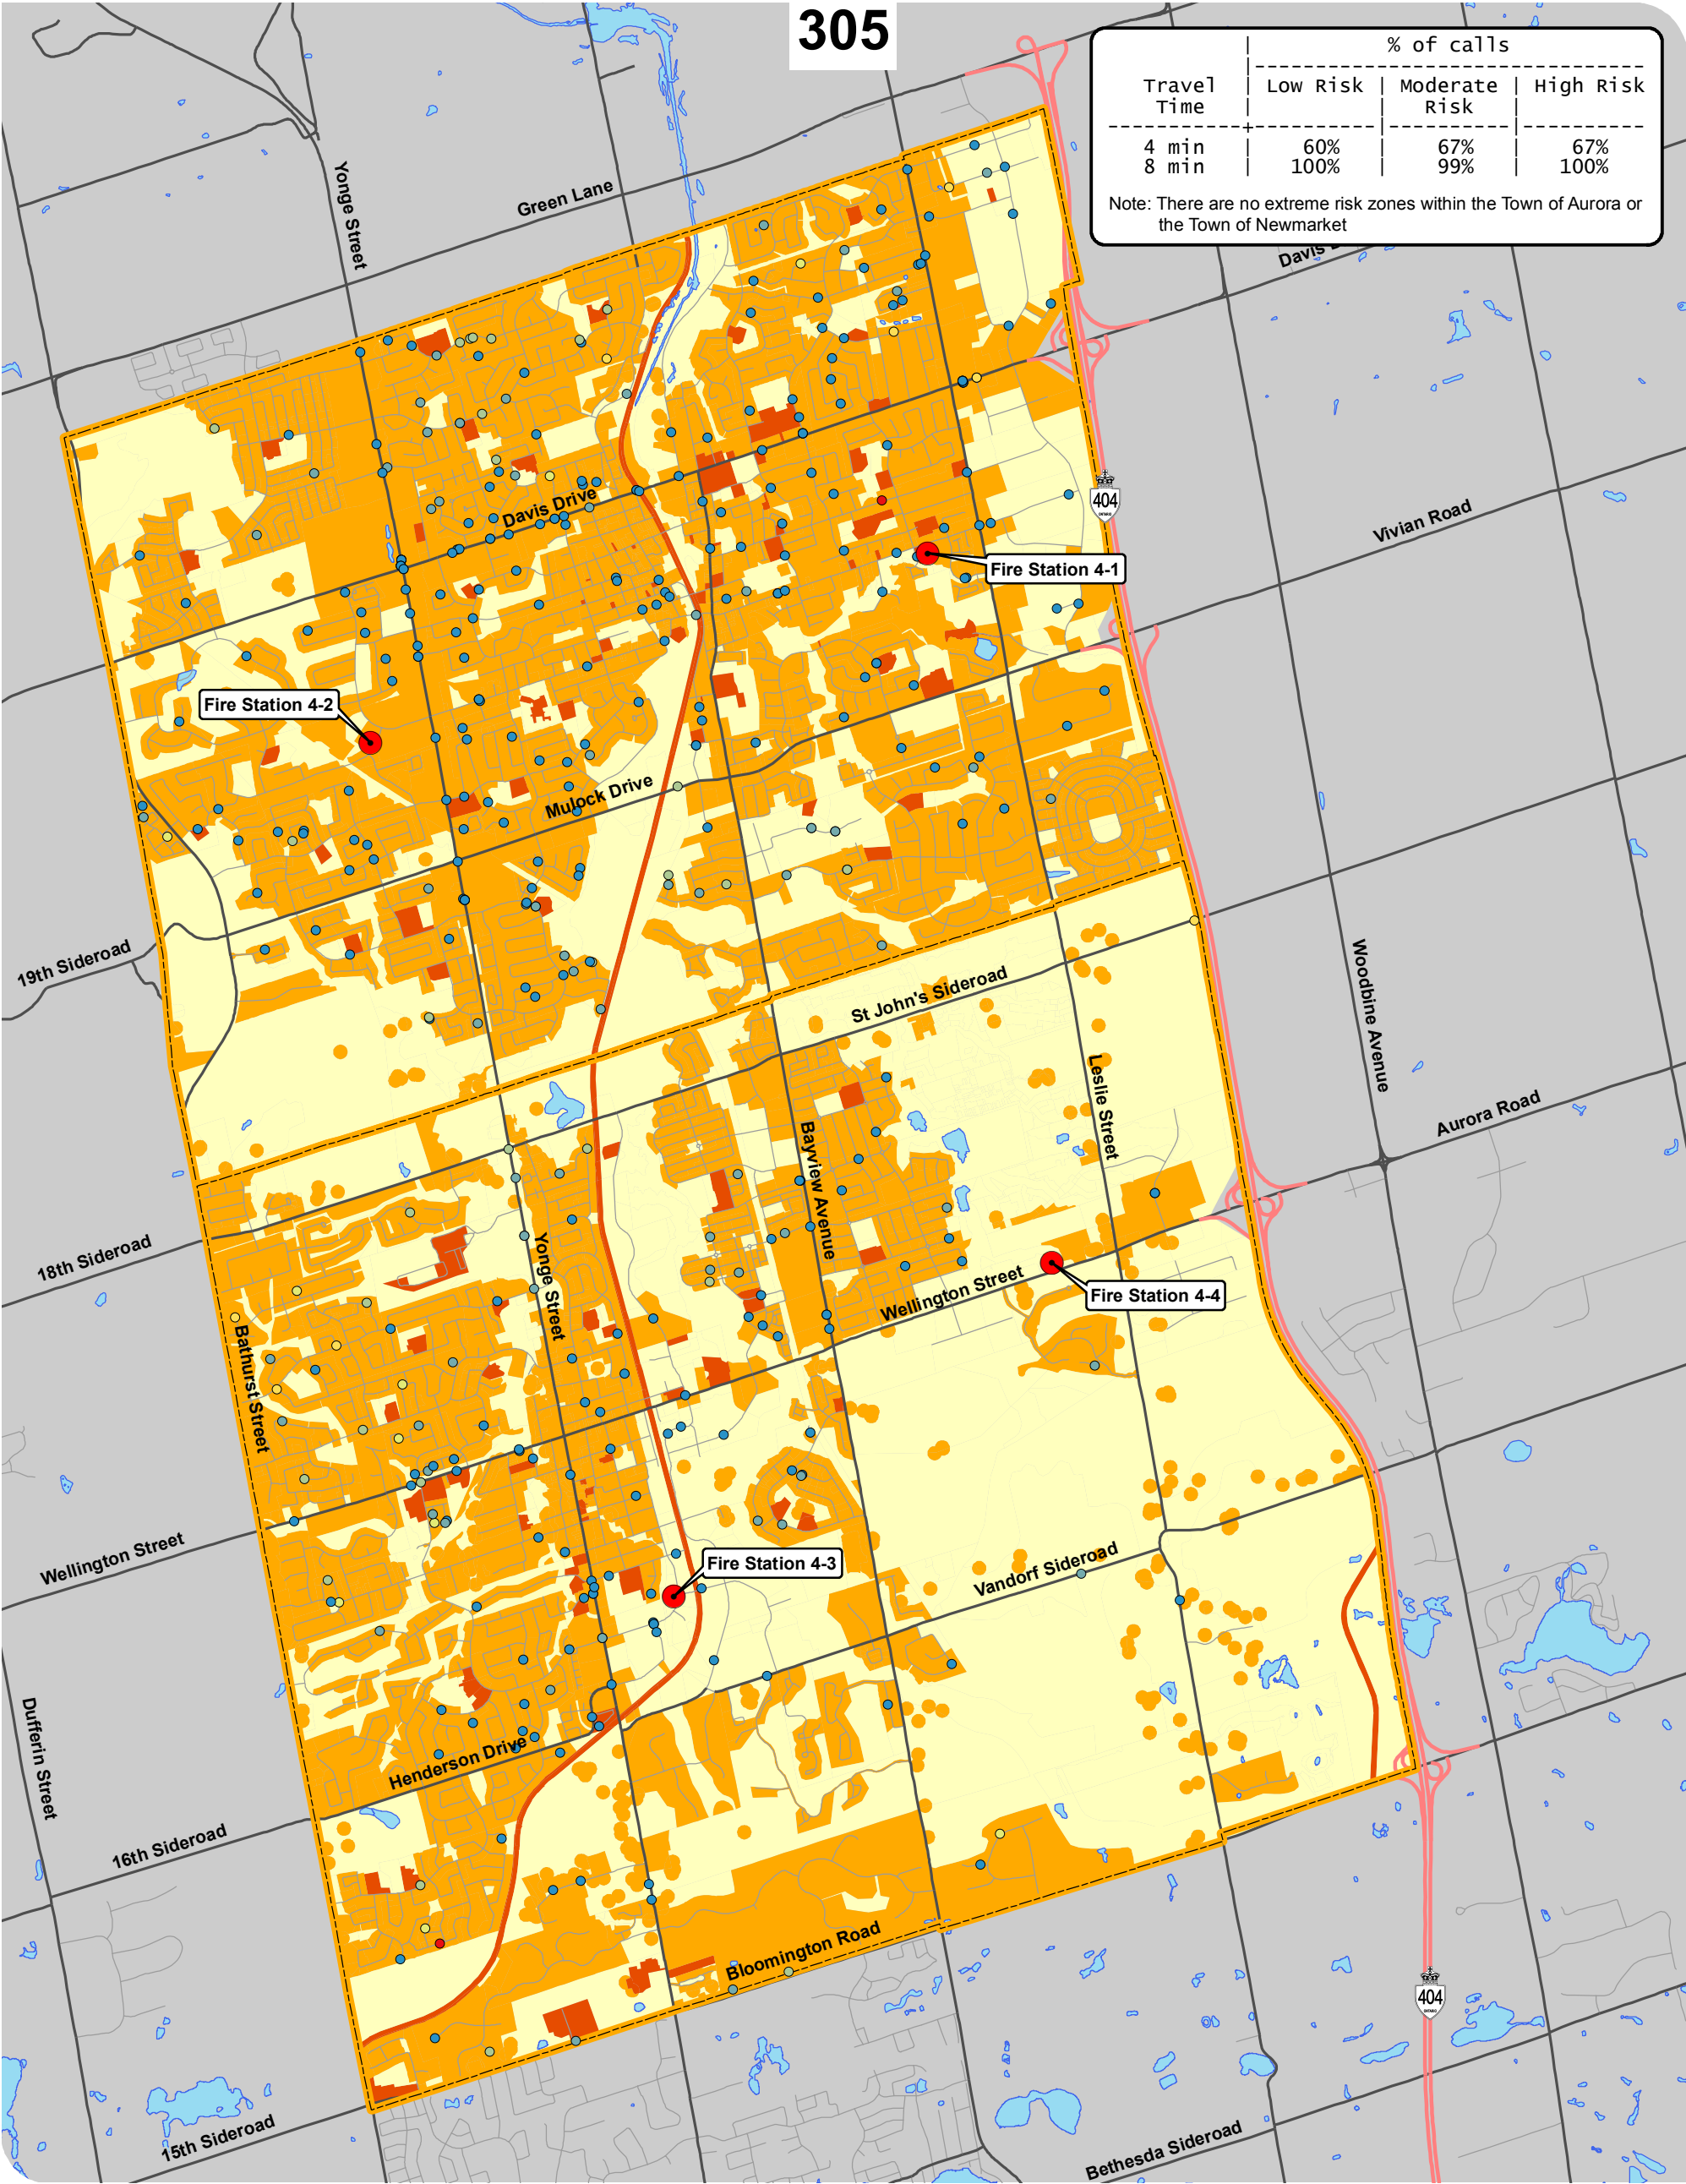 305
% of calls
Travel Time | Low Risk | Moderate Risk | High Risk
4 min | 60% | 67% | 67%
8 min | 100% | 99% | 100%
Note: There are no extreme risk zones within the Town of Aurora or
the Town of Newmarket
Yonge Street
Green Lane
Davis
404
Davis Drive
Vivian Road
Fire Station 4-1
Fire Station 4-2
Mulock Drive
19th Sideroad
St John's Sideroad
Woodbine Avenue
Leslie Street
Aurora Road
Bayview Avenue
18th Sideroad
Yonge Street
Wellington Street
Fire Station 4-4
Bathurst Street
Wellington Street
Fire Station 4-3
Vandorf Sideroad
Dufferin Street
Henderson Drive
16th Sideroad
Bloomington Road
404
15th Sideroad
Bethesda Sideroad